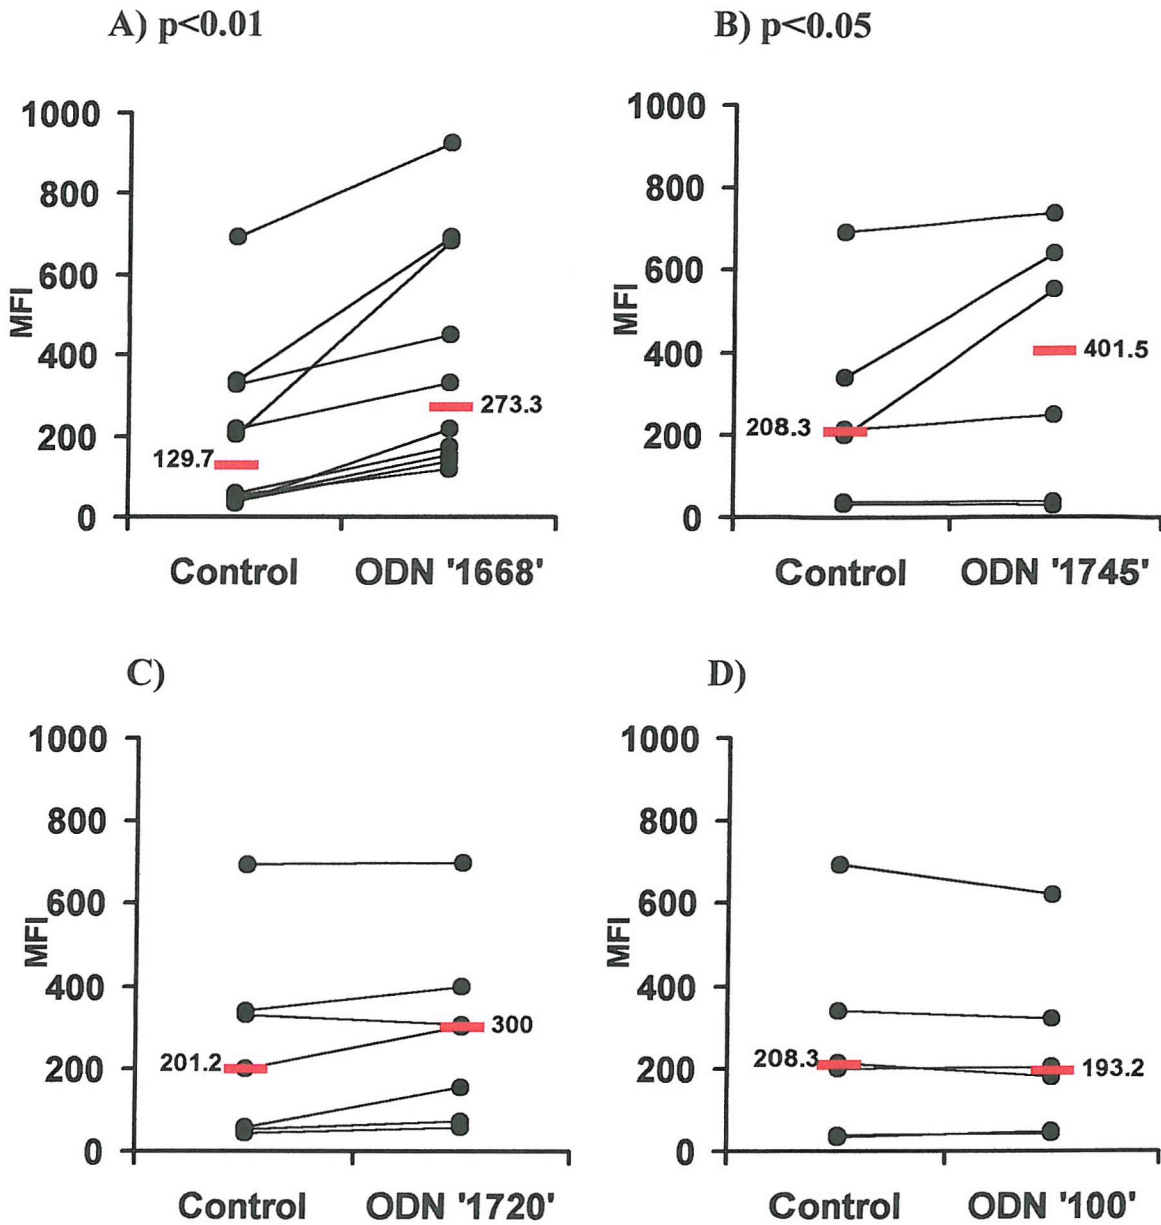 A) p<0.01
1000
800
600
400
200
0
MFI
129.7
273.3
Control ODN '1668'
B) p<0.05
1000
800
600
400
200
0
MFI
208.3
401.5
Control ODN '1745'
C)
1000
800
600
400
200
0
MFI
201.2
300
Control ODN '1720'
D)
1000
800
600
400
200
0
MFI
208.3
193.2
Control ODN '100'